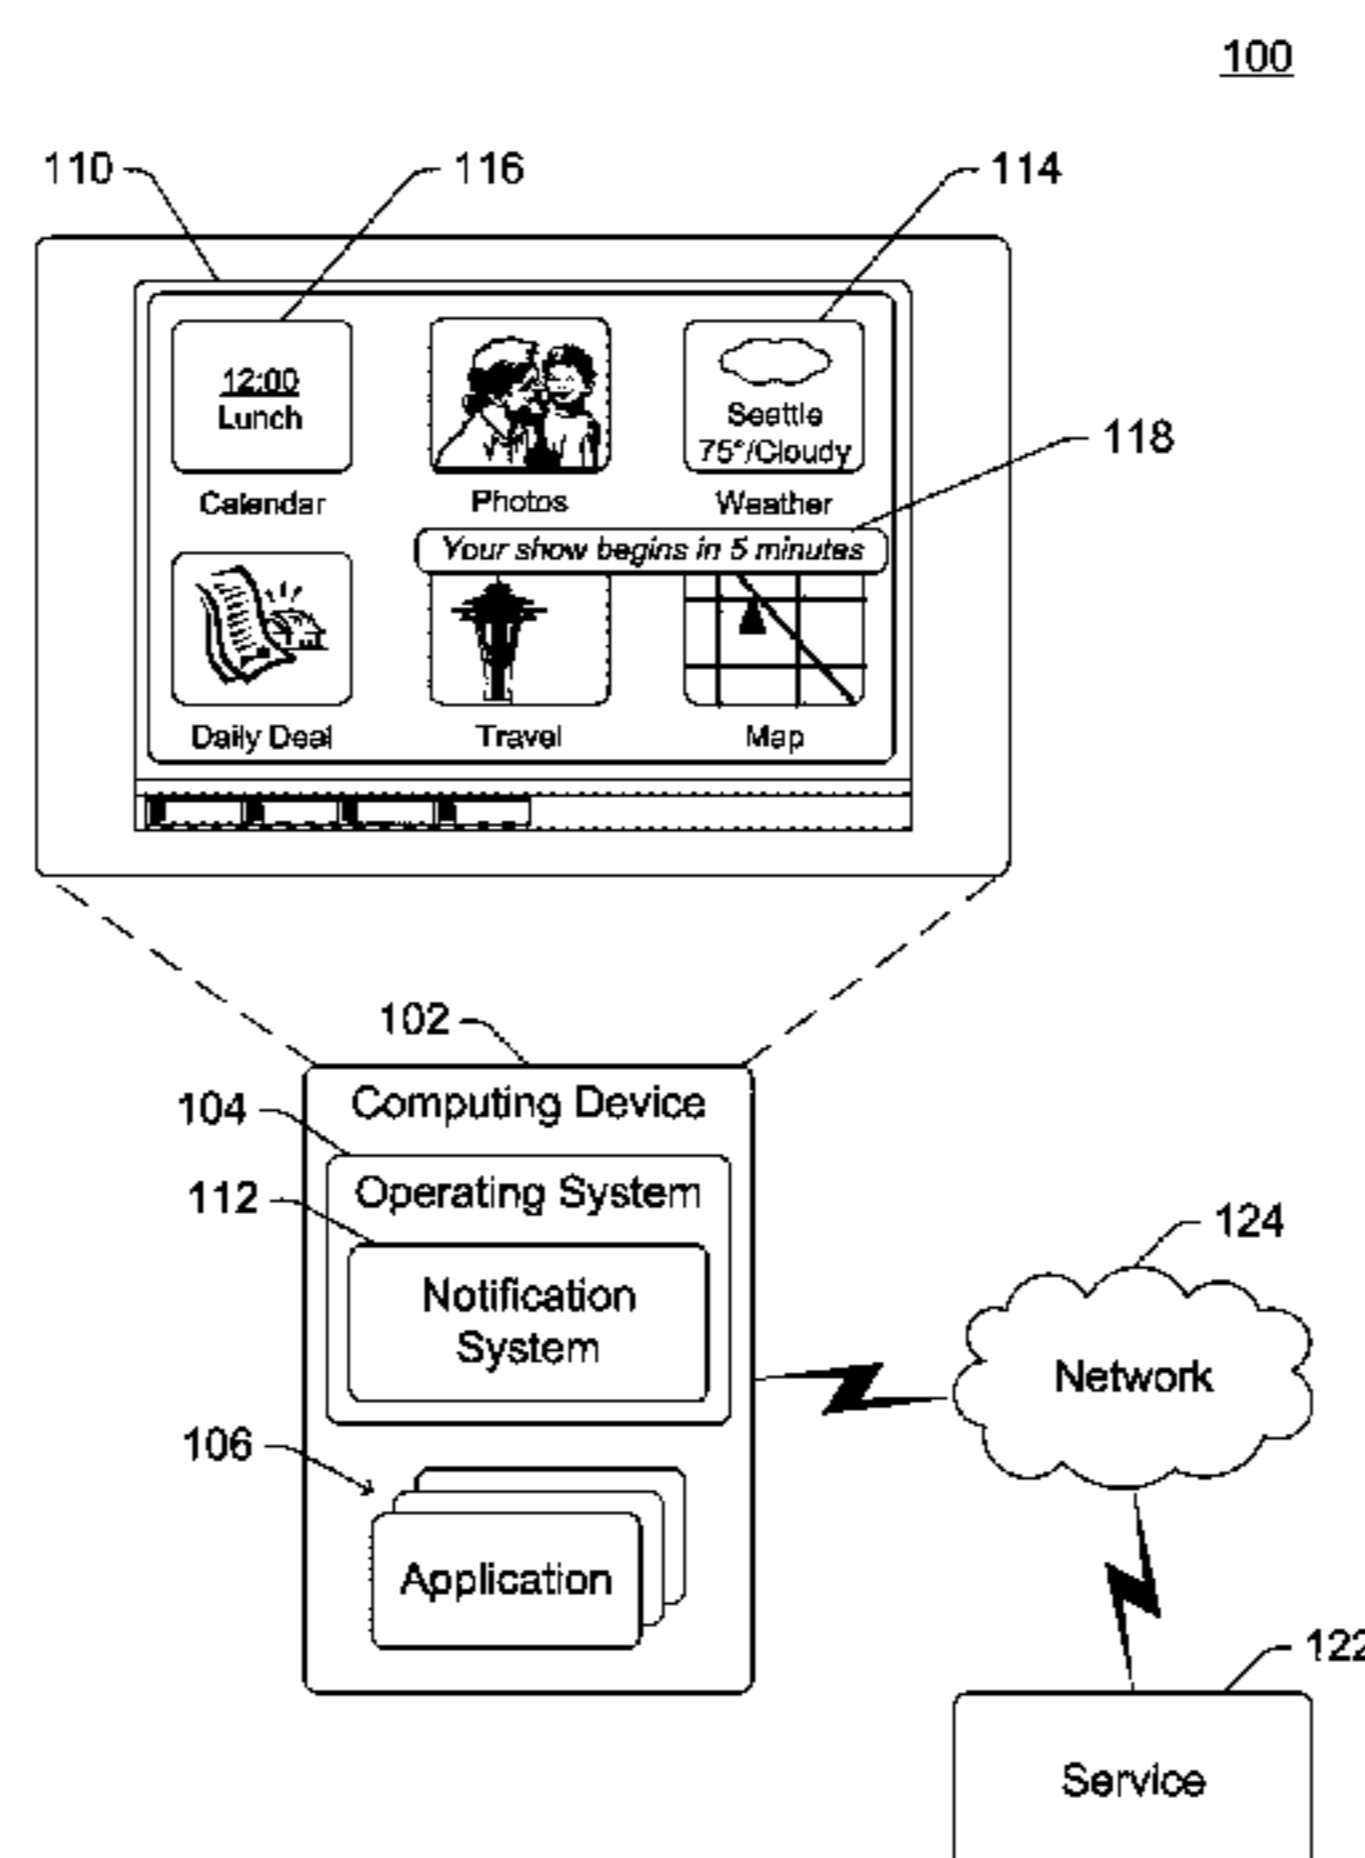 100
110
116
114
12:00
Lunch
Seattle
75°/Cloudy
118
Calendar
Photos
Weather
Your show begins in 5 minutes
Daily Deal
Travel
Map
102
Computing Device
104
Operating System
112
Notification
System
124
Network
106
Application
122
Service